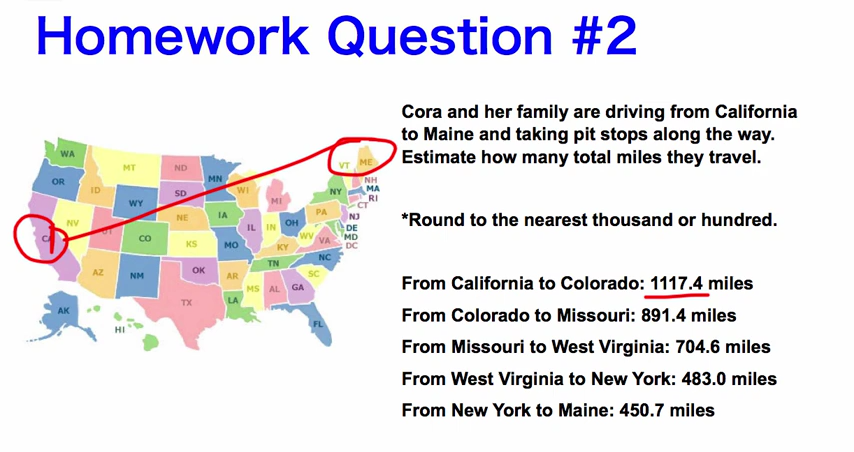 Homework Question #2
Cora and her family are driving from California
to Maine and taking pit stops along the way.
Estimate how many total miles they travel.
*Round to the nearest thousand or hundred.
From California to Colorado: 1117.4 miles
From Colorado to Missouri: 891.4 miles
From Missouri to West Virginia: 704.6 miles
From West Virginia to New York: 483.0 miles
From New York to Maine: 450.7 miles
WA
MT
ND
MN
VT
ME
OR
ID
SD
WI
MI
NY
NH
MA
RI
CT
WY
NE
IA
PA
NJ
NV
UT
CO
KS
MO
IL
IN
OH
WV
VA
DE
MD
DC
CA
KY
AZ
NM
OK
AR
TN
NC
SC
TX
LA
MS
AL
GA
FL
AK
HI